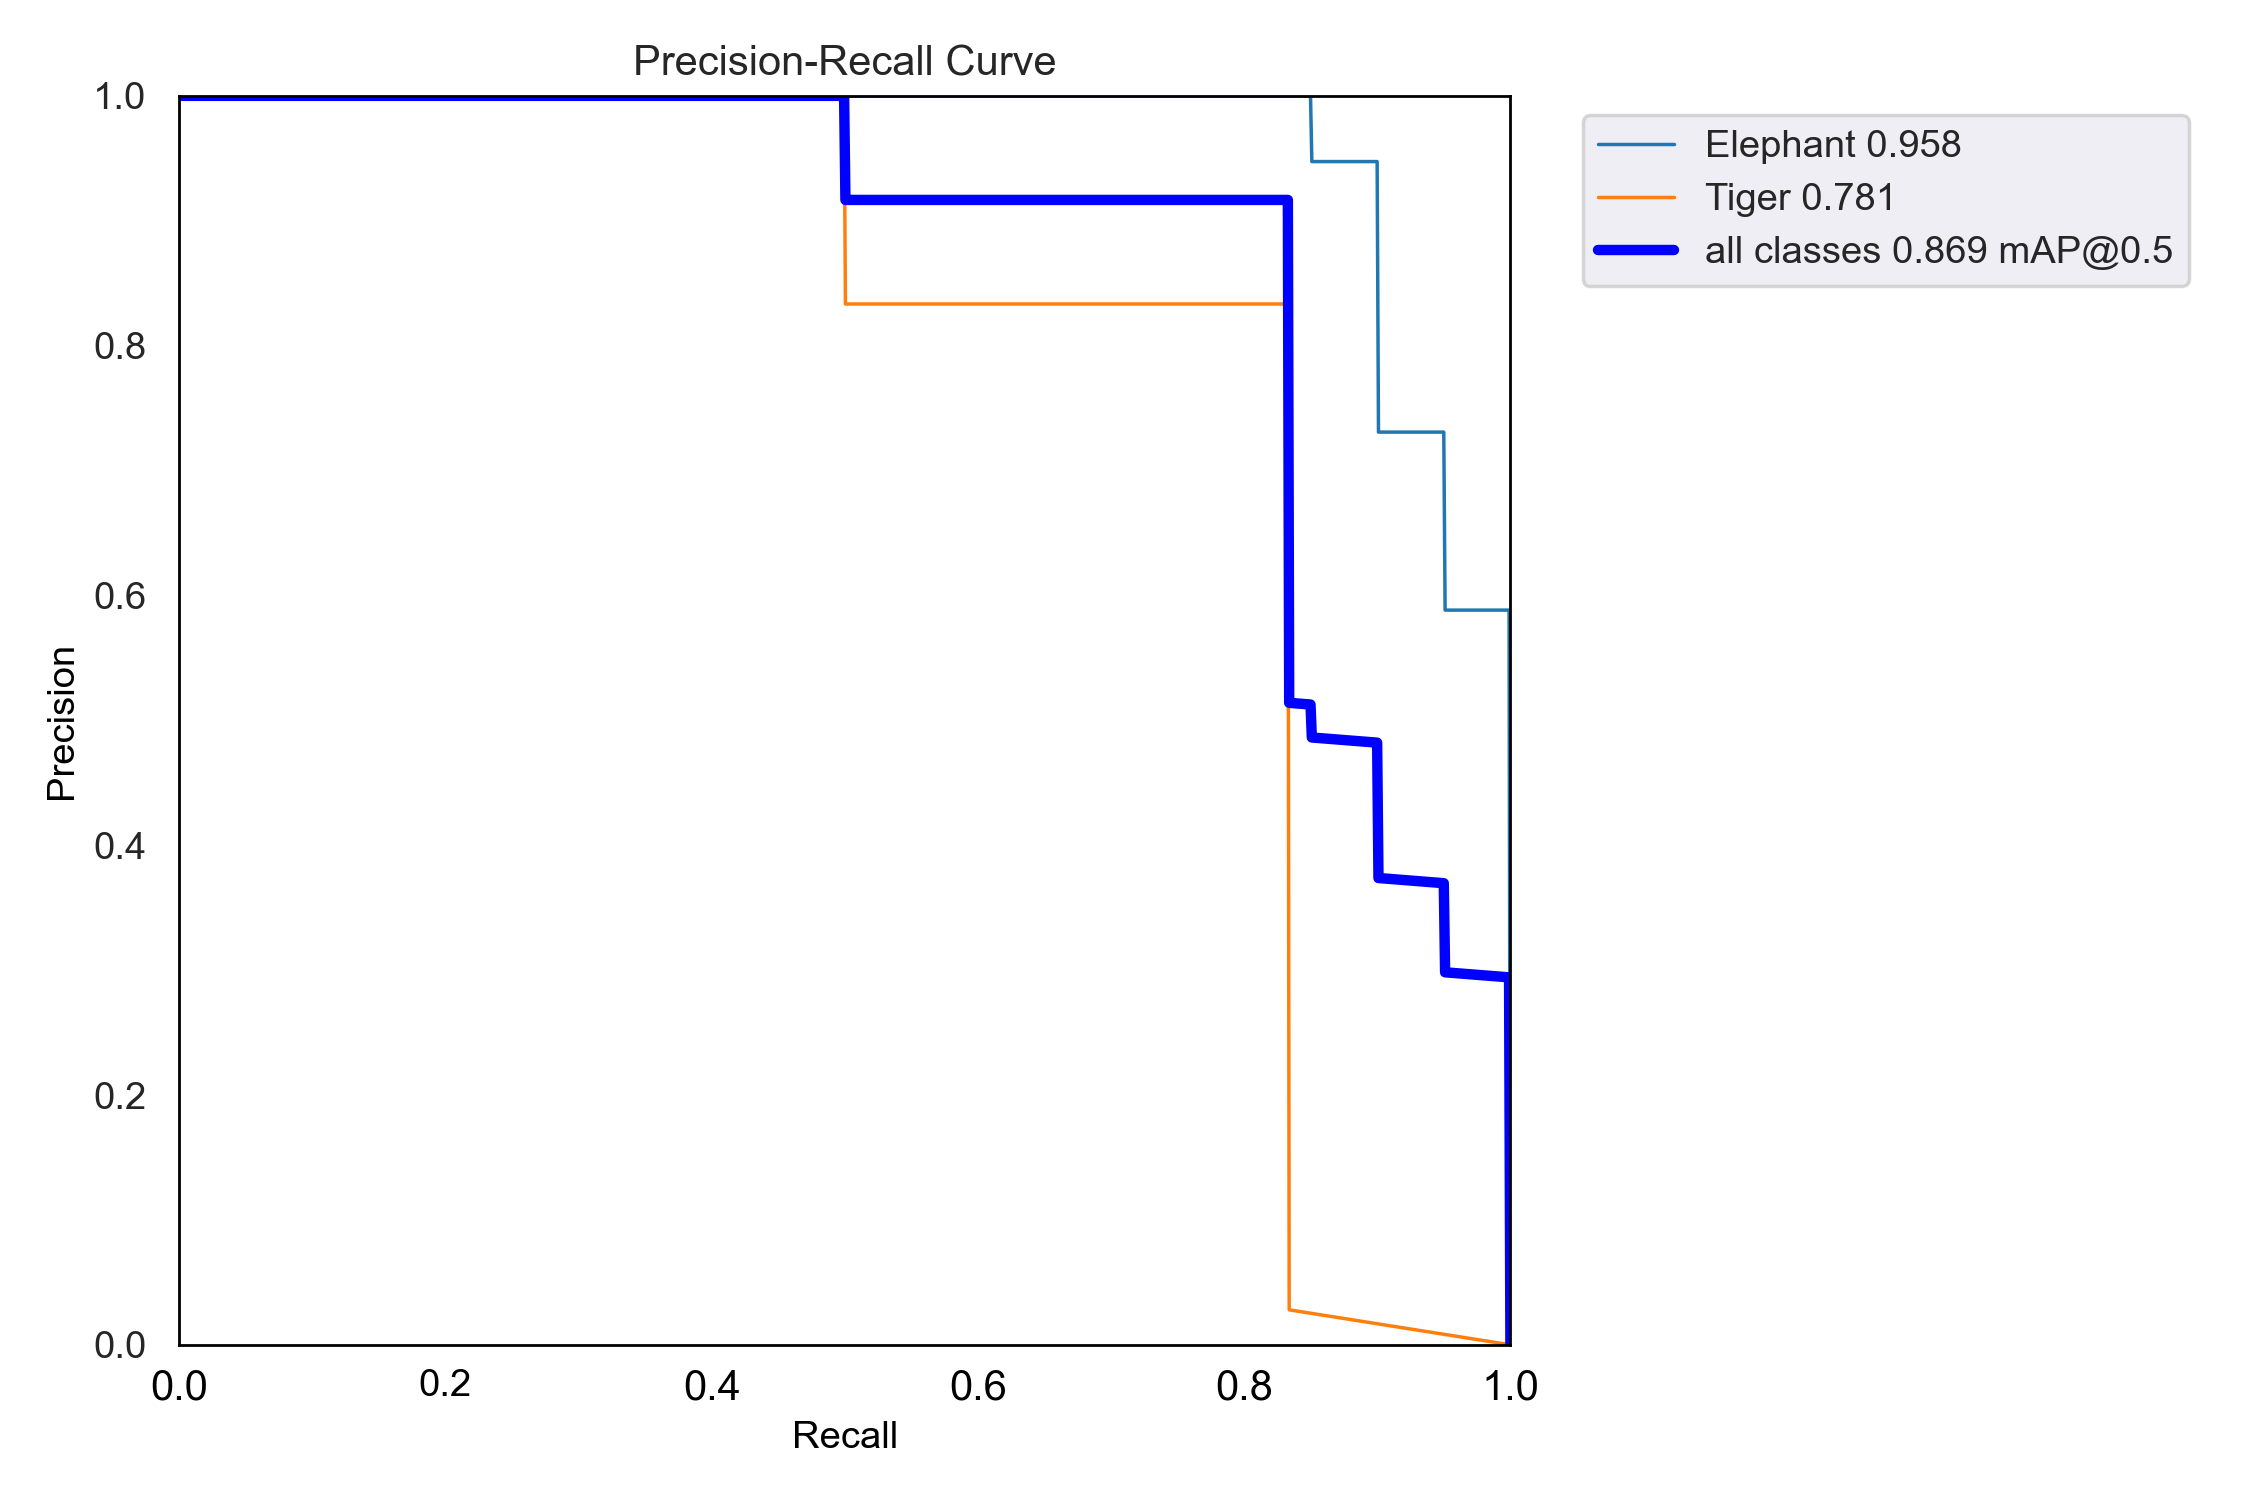 Precision-Recall Curve
Elephant 0.958
Tiger 0.781
all classes 0.869 mAP@0.5
1.0
0.8
0.6
0.4
0.2
0.0
Precision
0.0 0.2 0.4 0.6 0.8 1.0
Recall